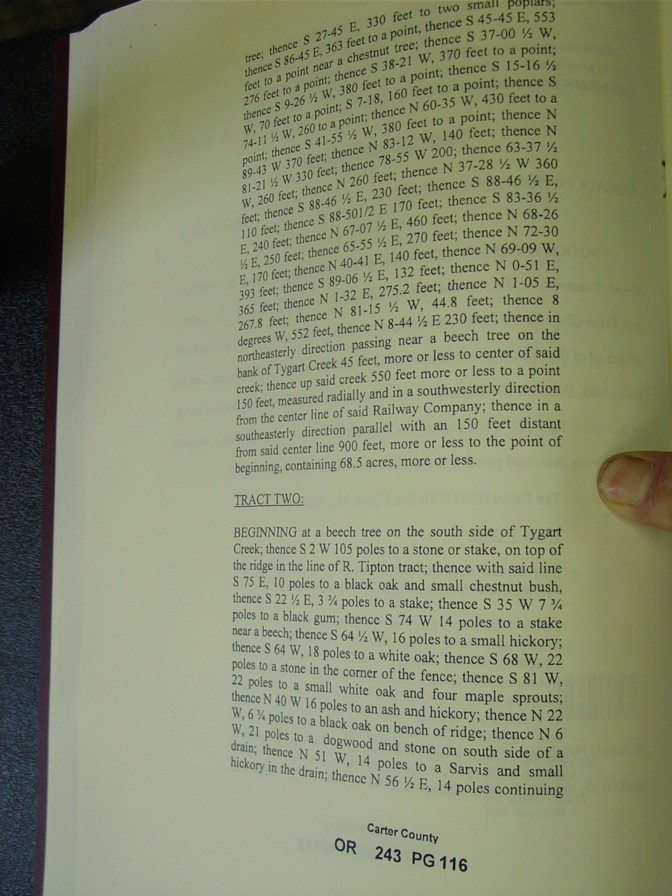 tree; thence S 27-45 E, 330 feet to two small poplars;
thence S 86-45 E, 363 feet to a point, thence S 45-45 E, 553
feet to a point near a chestnut tree; thence S 37-00 ½ W,
276 feet to a point; thence S 38-21 W, 370 feet to a point;
thence S 9-26 ½ W, 380 feet to a point; thence S 15-16 ½
W, 70 feet to a point; S 7-18, 160 feet to a point; thence S
74-11 ½ W, 260 to a point; thence N 60-35 W, 430 feet to a
point; thence S 41-55 ½ W, 380 feet to a point; thence N
89-43 W 370 feet; thence N 83-12 W, 140 feet; thence N
81-21 ½ W 330 feet; thence 78-55 W 200; thence 63-37 ½
W, 260 feet; thence N 260 feet; thence N 37-28 ½ W 360
feet; thence S 88-46 ½ E, 230 feet; thence S 88-46 ½ E,
110 feet; thence S 88-501/2 E 170 feet; thence S 83-36 ½
E, 240 feet; thence N 67-07 ½ E, 460 feet; thence N 68-26
½ E, 250 feet; thence 65-55 ½ E, 270 feet; thence N 72-30
E, 170 feet; thence N 40-41 E, 140 feet, thence N 69-09 W,
393 feet; thence S 89-06 ½ E, 132 feet; thence N 0-51 E,
365 feet; thence N 1-32 E, 275.2 feet; thence N 1-05 E,
267.8 feet; thence N 81-15 ½ W, 44.8 feet; thence 8
degrees W, 552 feet, thence N 8-44 ½ E 230 feet; thence in
northeasterly direction passing near a beech tree on the
bank of Tygart Creek 45 feet, more or less to center of said
creek; thence up said creek 550 feet more or less to a point
150 feet, measured radially and in a southwesterly direction
from the center line of said Railway Company; thence in a
southeasterly direction parallel with an 150 feet distant
from said center line 900 feet, more or less to the point of
beginning, containing 68.5 acres, more or less.
TRACT TWO:
BEGINNING at a beech tree on the south side of Tygart
Creek; thence S 2 W 105 poles to a stone or stake, on top of
the ridge in the line of R. Tipton tract; thence with said line
S 75 E, 10 poles to a black oak and small chestnut bush,
thence S 22 ½ E, 3 ¾ poles to a stake; thence S 35 W 7 ¾
poles to a black gum; thence S 74 W 14 poles to a stake
near a beech; thence S 64 ½ W, 16 poles to a small hickory;
thence S 64 W, 18 poles to a white oak; thence S 68 W, 22
poles to a stone in the corner of the fence; thence S 81 W,
22 poles to a small white oak and four maple sprouts;
thence N 40 W 16 poles to an ash and hickory; thence N 22
W, 6 ¾ poles to a black oak on bench of ridge; thence N 6
W, 21 poles to a dogwood and stone on south side of a
drain; thence N 51 W, 14 poles to a Sarvis and small
hickory in the drain; thence N 56 ½ E, 14 poles continuing
Carter County
OR 243 PG 116